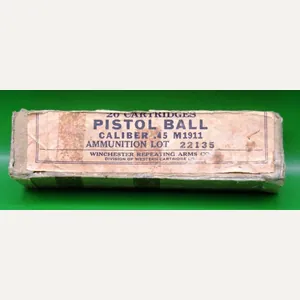 20 CARTRIDGES
PISTOL BALL
CALIBER .45 M1911
AMMUNITION LOT 22135
WINCHESTER REPEATING ARMS
DIVISION OF WESTERN CARTRIDGE